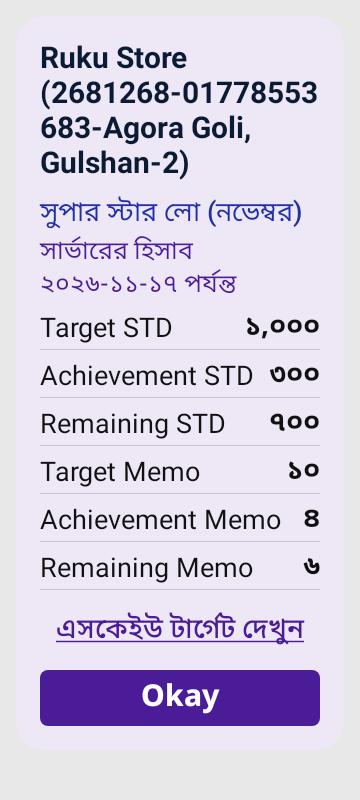 Ruku Store
(2681268-01778553
683-Agora Goli,
Gulshan-2)
সুপার স্টার লো (নভেম্বর)
সার্ভারের হিসাব
২০২৬-১১-১৭ পর্যন্ত
Target STD ১,০০০
Achievement STD ৩০০
Remaining STD ৭০০
Target Memo ১০
Achievement Memo ৪
Remaining Memo ৬
এসকেইউ টার্গেট দেখুন
Okay